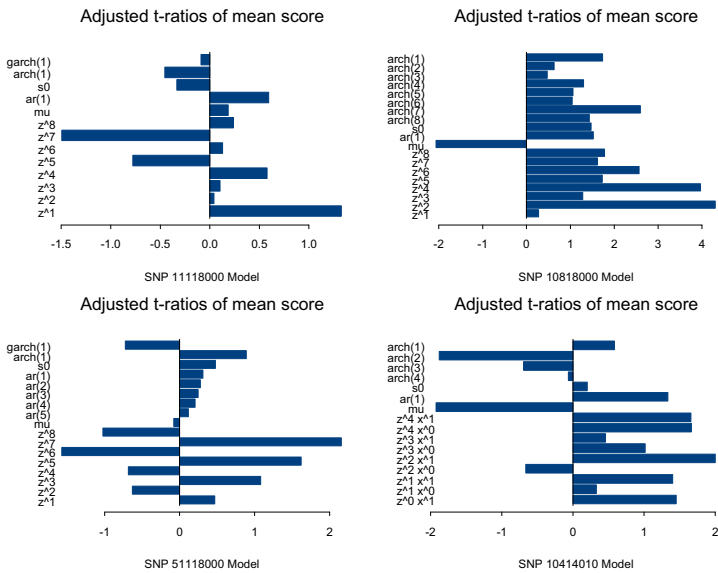 Adjusted t-ratios of mean score
garch(1)
arch(1)
s0
ar(1)
mu
z^8
z^7
z^6
z^5
z^4
z^3
z^2
z^1
-1.5
-1.0
-0.5
0.0
0.5
1.0
SNP 11118000 Model
Adjusted t-ratios of mean score
arch(1)
arch(2)
arch(3)
arch(4)
arch(5)
arch(6)
arch(7)
arch(8)
s0
ar(1)
mu
z^8
z^7
z^6
z^5
z^4
z^3
z^2
z^1
-2
-1
0
1
2
3
4
SNP 10818000 Model
Adjusted t-ratios of mean score
garch(1)
arch(1)
s0
ar(1)
ar(2)
ar(3)
ar(4)
ar(5)
mu
z^8
z^7
z^6
z^5
z^4
z^3
z^2
z^1
-1
0
1
2
SNP 51118000 Model
Adjusted t-ratios of mean score
arch(1)
arch(2)
arch(3)
arch(4)
s0
ar(1)
mu
z^4 x^1
z^4 x^0
z^3 x^1
z^3 x^0
z^2 x^1
z^2 x^0
z^1 x^1
z^1 x^0
z^0 x^1
-2
-1
0
1
2
SNP 10414010 Model